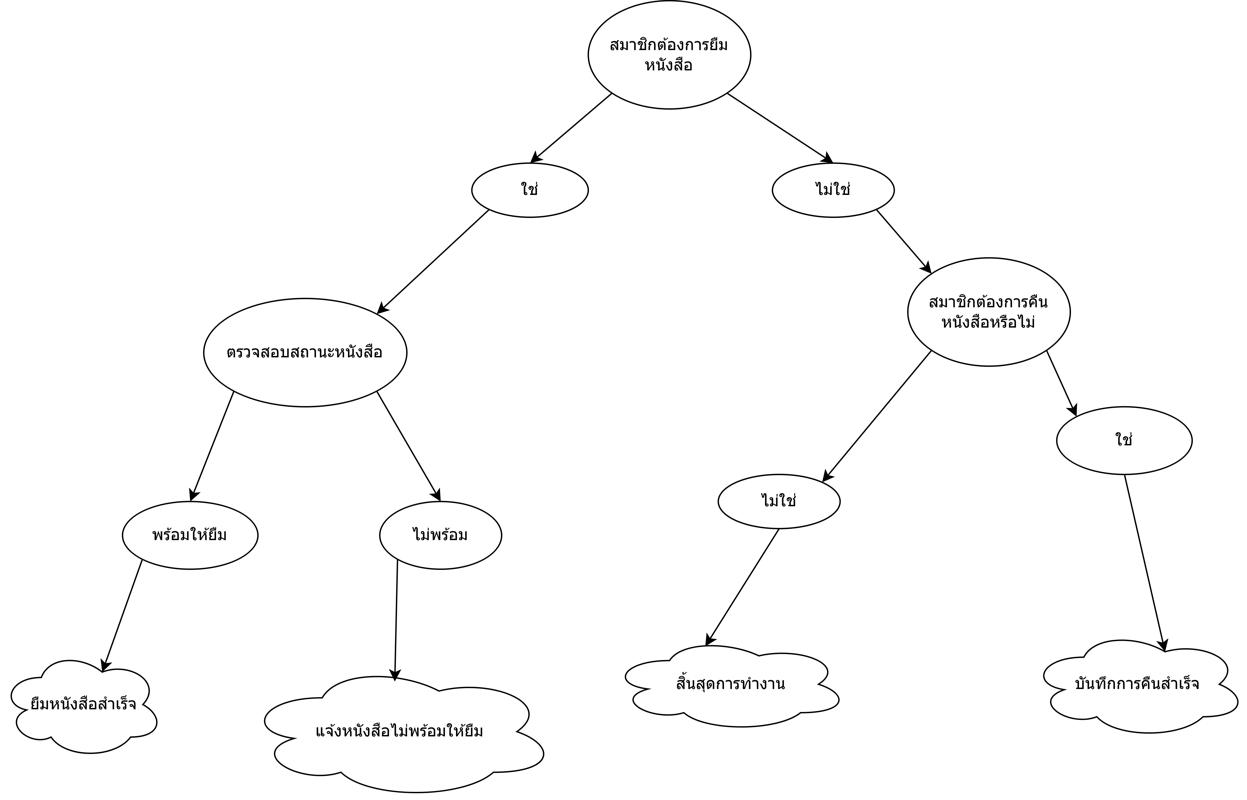 สมาชิกต้องการยืม
หนังสือ
ใช่
ไม่ใช่
สมาชิกต้องการคืน
หนังสือหรือไม่
ตรวจสอบสถานะหนังสือ
ใช่
ไม่ใช่
พร้อมให้ยืม
ไม่พร้อม
สิ้นสุดการทำงาน
บันทึกการคืนสำเร็จ
ยืมหนังสือสำเร็จ
แจ้งหนังสือไม่พร้อมให้ยืม